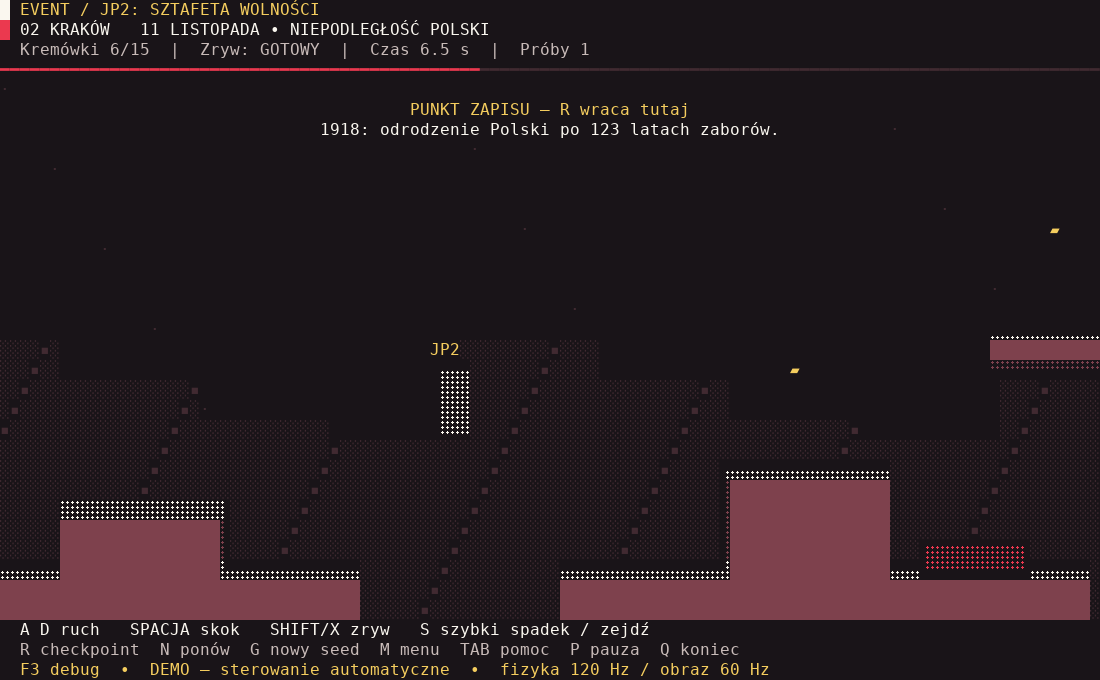 EVENT / JP2: SZTAFETA WOLNOŚCI
02 KRAKÓW   11 LISTOPADA • NIEPODLEGŁOŚĆ POLSKI
Kremówki 6/15  |  Zryw: GOTOWY  |  Czas 6.5 s  |  Próby 1
PUNKT ZAPISU — R wraca tutaj
1918: odrodzenie Polski po 123 latach zaborów.
JP2
A D ruch   SPACJA skok   SHIFT/X zryw   S szybki spadek / zejdź
R checkpoint  N ponów  G nowy seed  M menu  TAB pomoc  P pauza  Q koniec
F3 debug  •  DEMO — sterowanie automatyczne  •  fizyka 120 Hz / obraz 60 Hz